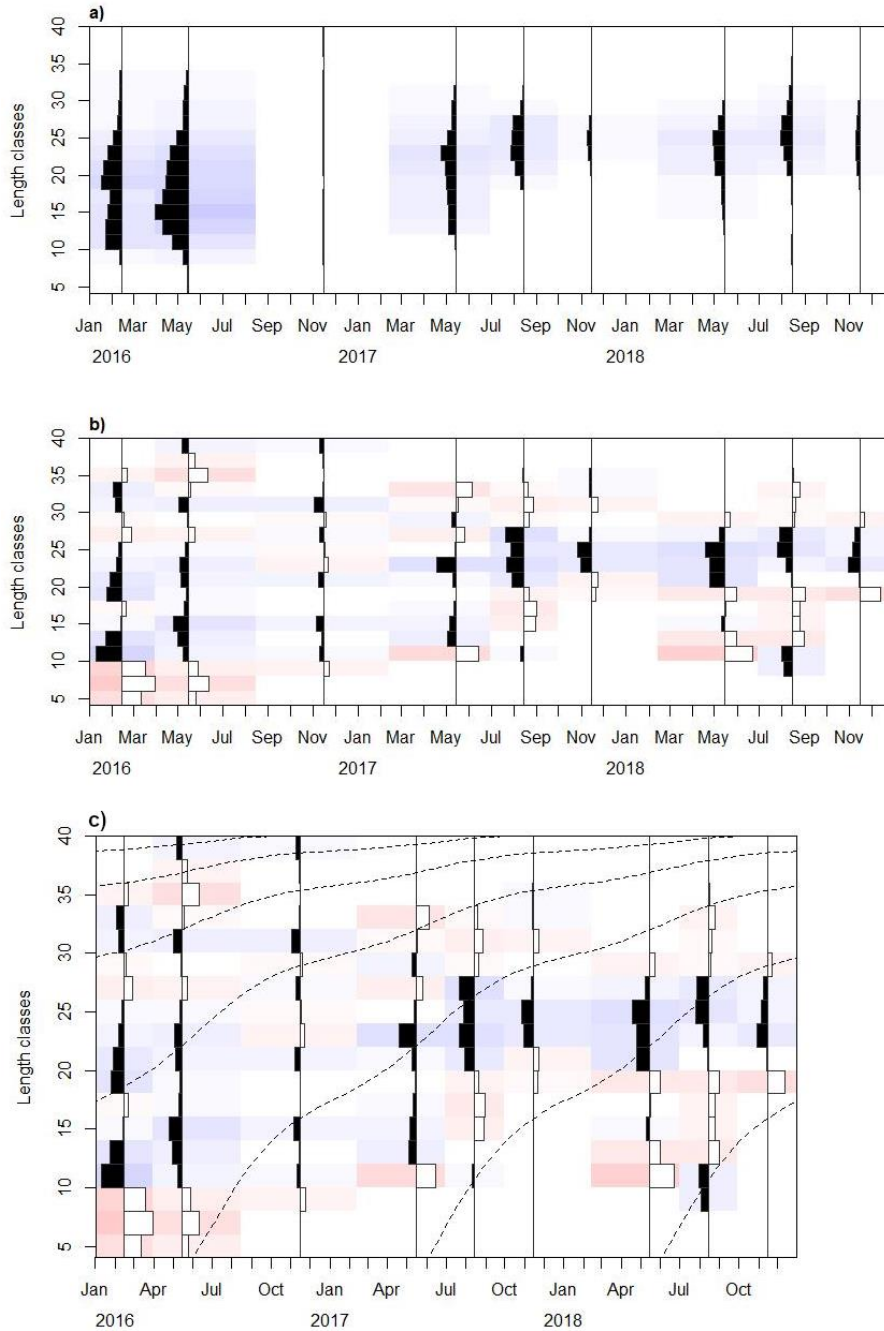 a)
40
35
30
25
20
15
10
5
Length classes
Jan Mar May Jul Sep Nov Jan Mar May Jul Sep Nov Jan Mar May Jul Sep Nov
2016 2017 2018
b)
40
35
30
25
20
15
10
5
Length classes
Jan Mar May Jul Sep Nov Jan Mar May Jul Sep Nov Jan Mar May Jul Sep Nov
2016 2017 2018
c)
40
35
30
25
20
15
10
5
Length classes
Jan Apr Jul Oct Jan Apr Jul Oct Jan Apr Jul Oct
2016 2017 2018